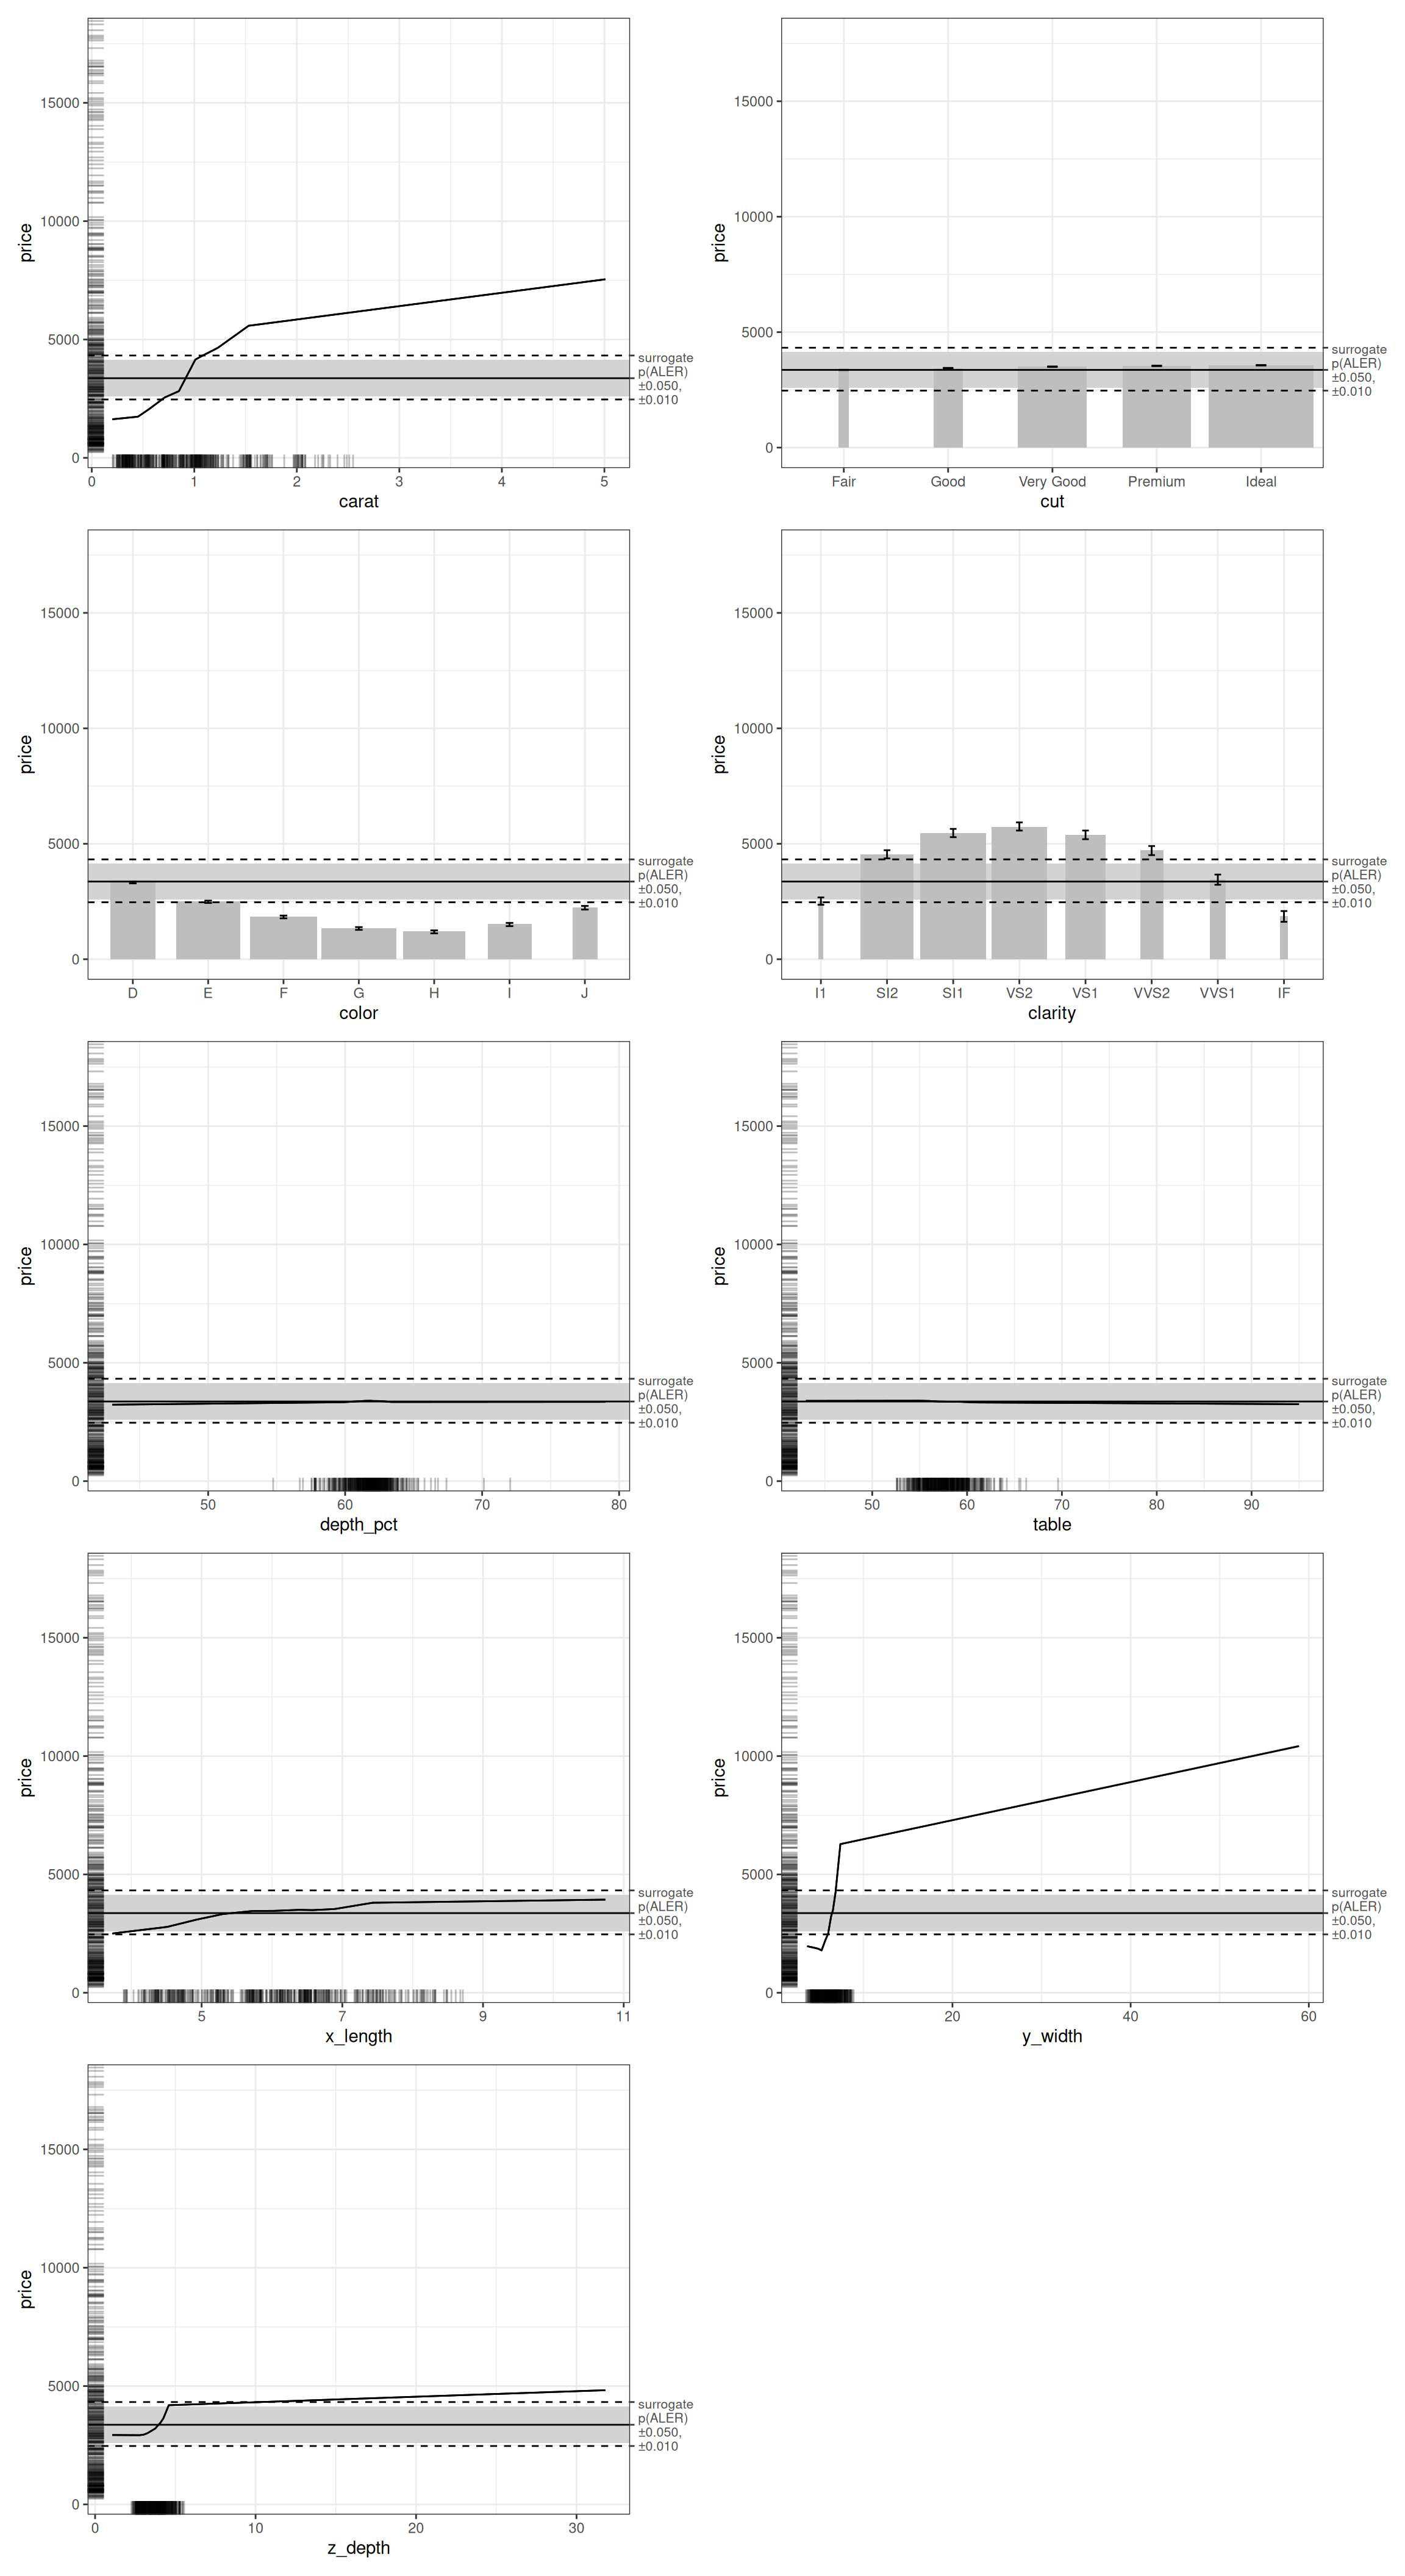 price
15000
10000
5000
0
surrogate
p(ALER)
±0.050,
±0.010
0 1 2 3 4 5
carat
price
15000
10000
5000
0
surrogate
p(ALER)
±0.050,
±0.010
Fair Good Very Good Premium Ideal
cut
price
15000
10000
5000
0
surrogate
p(ALER)
±0.050,
±0.010
D E F G H I J
color
price
15000
10000
5000
0
surrogate
p(ALER)
±0.050,
±0.010
I1 SI2 SI1 VS2 VS1 VVS2 VVS1 IF
clarity
price
15000
10000
5000
0
surrogate
p(ALER)
±0.050,
±0.010
50 60 70 80
depth_pct
price
15000
10000
5000
0
surrogate
p(ALER)
±0.050,
±0.010
50 60 70 80 90
table
price
15000
10000
5000
0
surrogate
p(ALER)
±0.050,
±0.010
5 7 9 11
x_length
price
15000
10000
5000
0
surrogate
p(ALER)
±0.050,
±0.010
20 40 60
y_width
price
15000
10000
5000
0
surrogate
p(ALER)
±0.050,
±0.010
0 10 20 30
z_depth